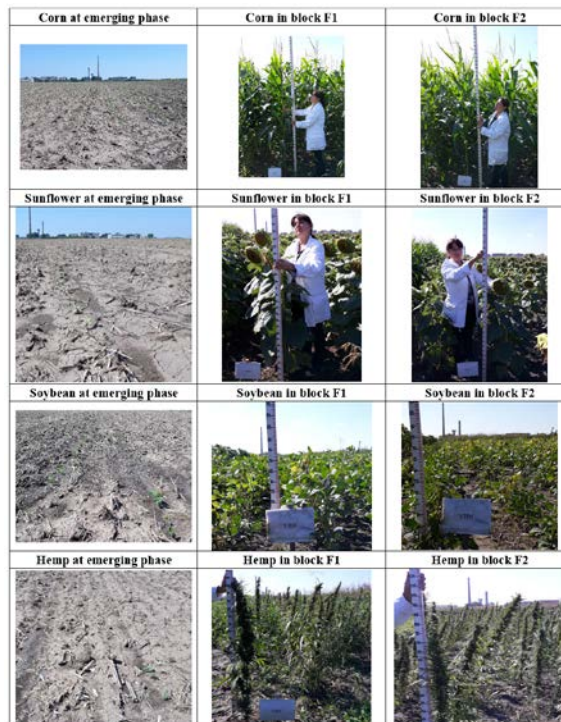 Corn at emerging phase
Corn in block F1
Corn in block F2
Sunflower at emerging phase
Sunflower in block F1
Sunflower in block F2
Soybean at emerging phase
Soybean in block F1
Soybean in block F2
Hemp at emerging phase
Hemp in block F1
Hemp in block F2